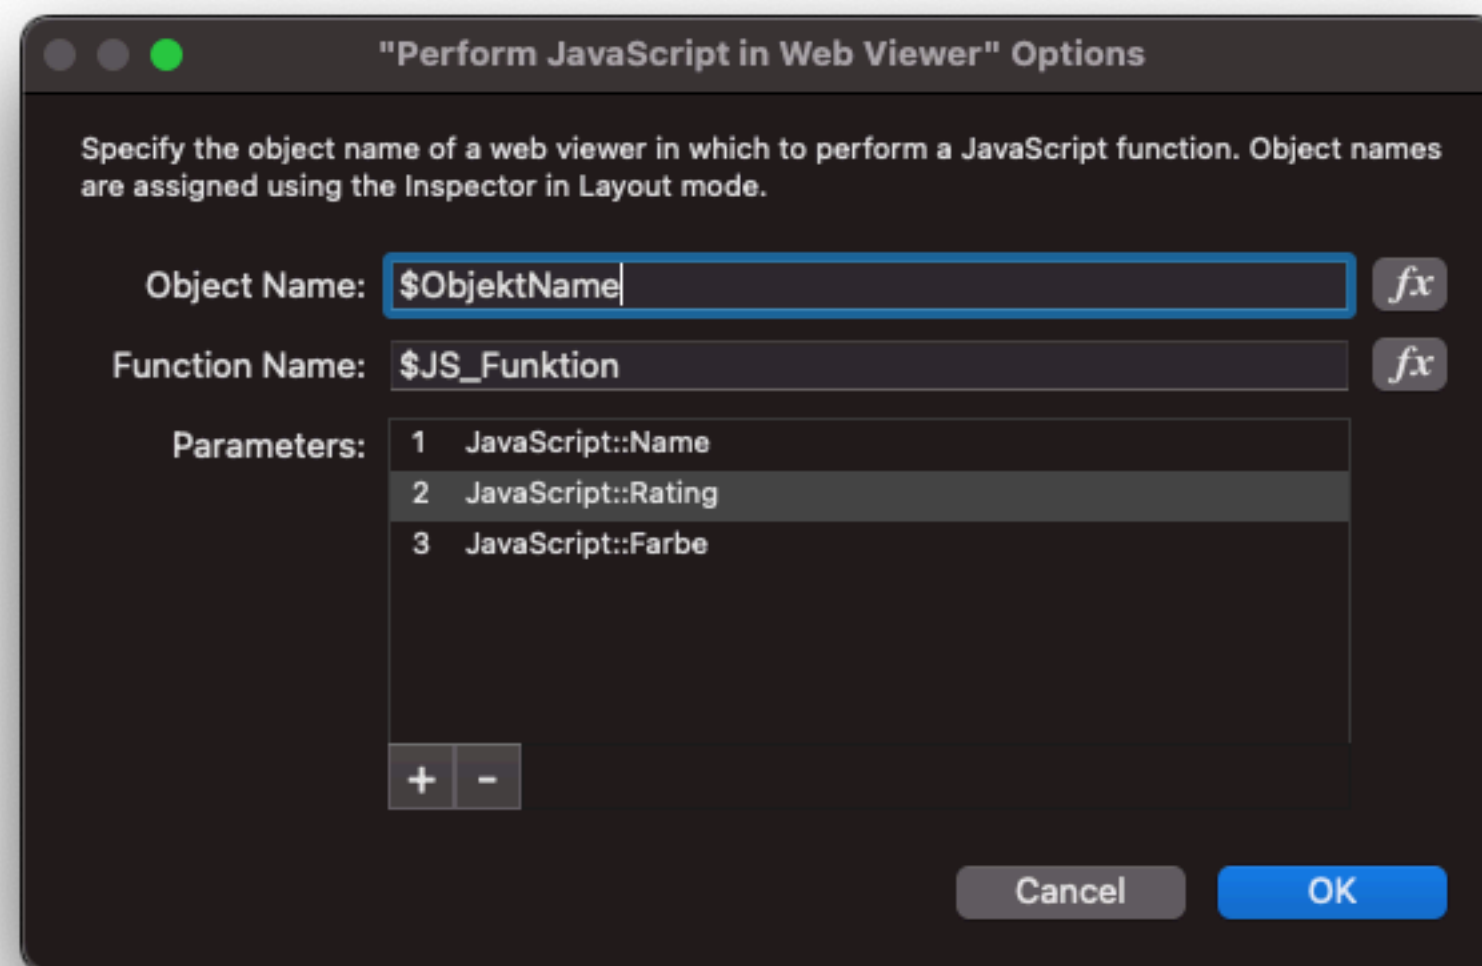 "Perform JavaScript in Web Viewer" Options
Specify the object name of a web viewer in which to perform a JavaScript function. Object names
are assigned using the Inspector in Layout mode.
Object Name: $ObjektName fx
Function Name: $JS_Funktion fx
Parameters: 1 JavaScript::Name
2 JavaScript::Rating
3 JavaScript::Farbe
+ -
Cancel OK